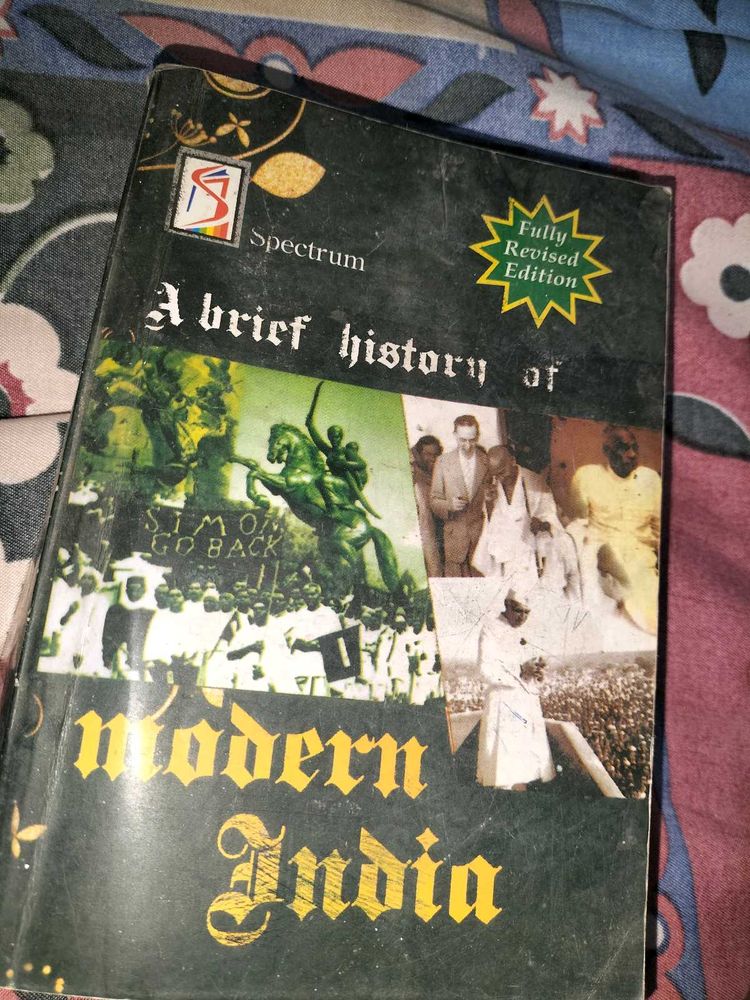 Spectrum
Fully
Revised
Edition
A brief history of
SIMON
GO BACK
modern
India